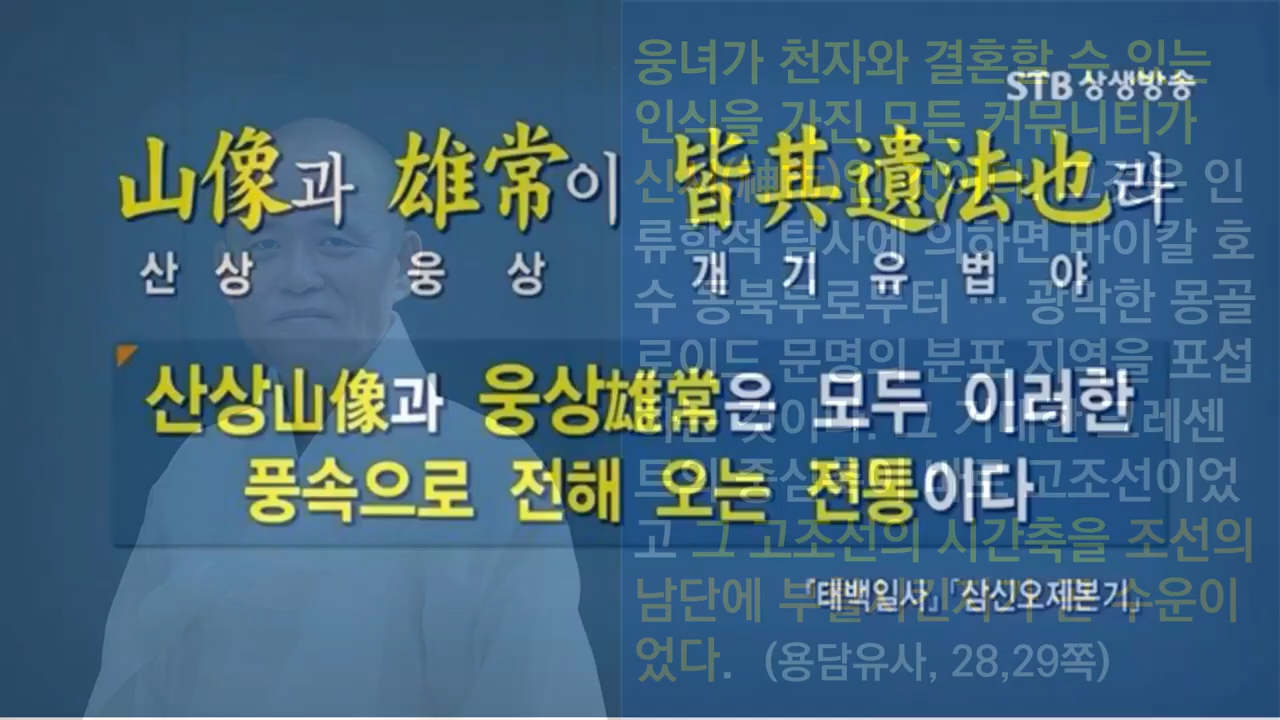 STB 상생방송
山像과 雄常이 皆其遺法也라
산 상 웅 상 개 기 유 법 야
산상山像과 웅상雄常은 모두 이러한
풍속으로 전해 오는 전통이다
『태백일사』「삼신오제본기」
웅녀가 천자와 결혼할 수 있는
인식을 가진 모든 커뮤니티가
은 인
류학적 탐사에 의하면 바이칼 호
수 동북부로부터 … 광막한 몽골
로이드 문명의 분포 지역을 포섭
그
고조선이었
고 그 고조선의 시간축을 조선의
남단에 수운이
었다. (용담유사, 28,29쪽)